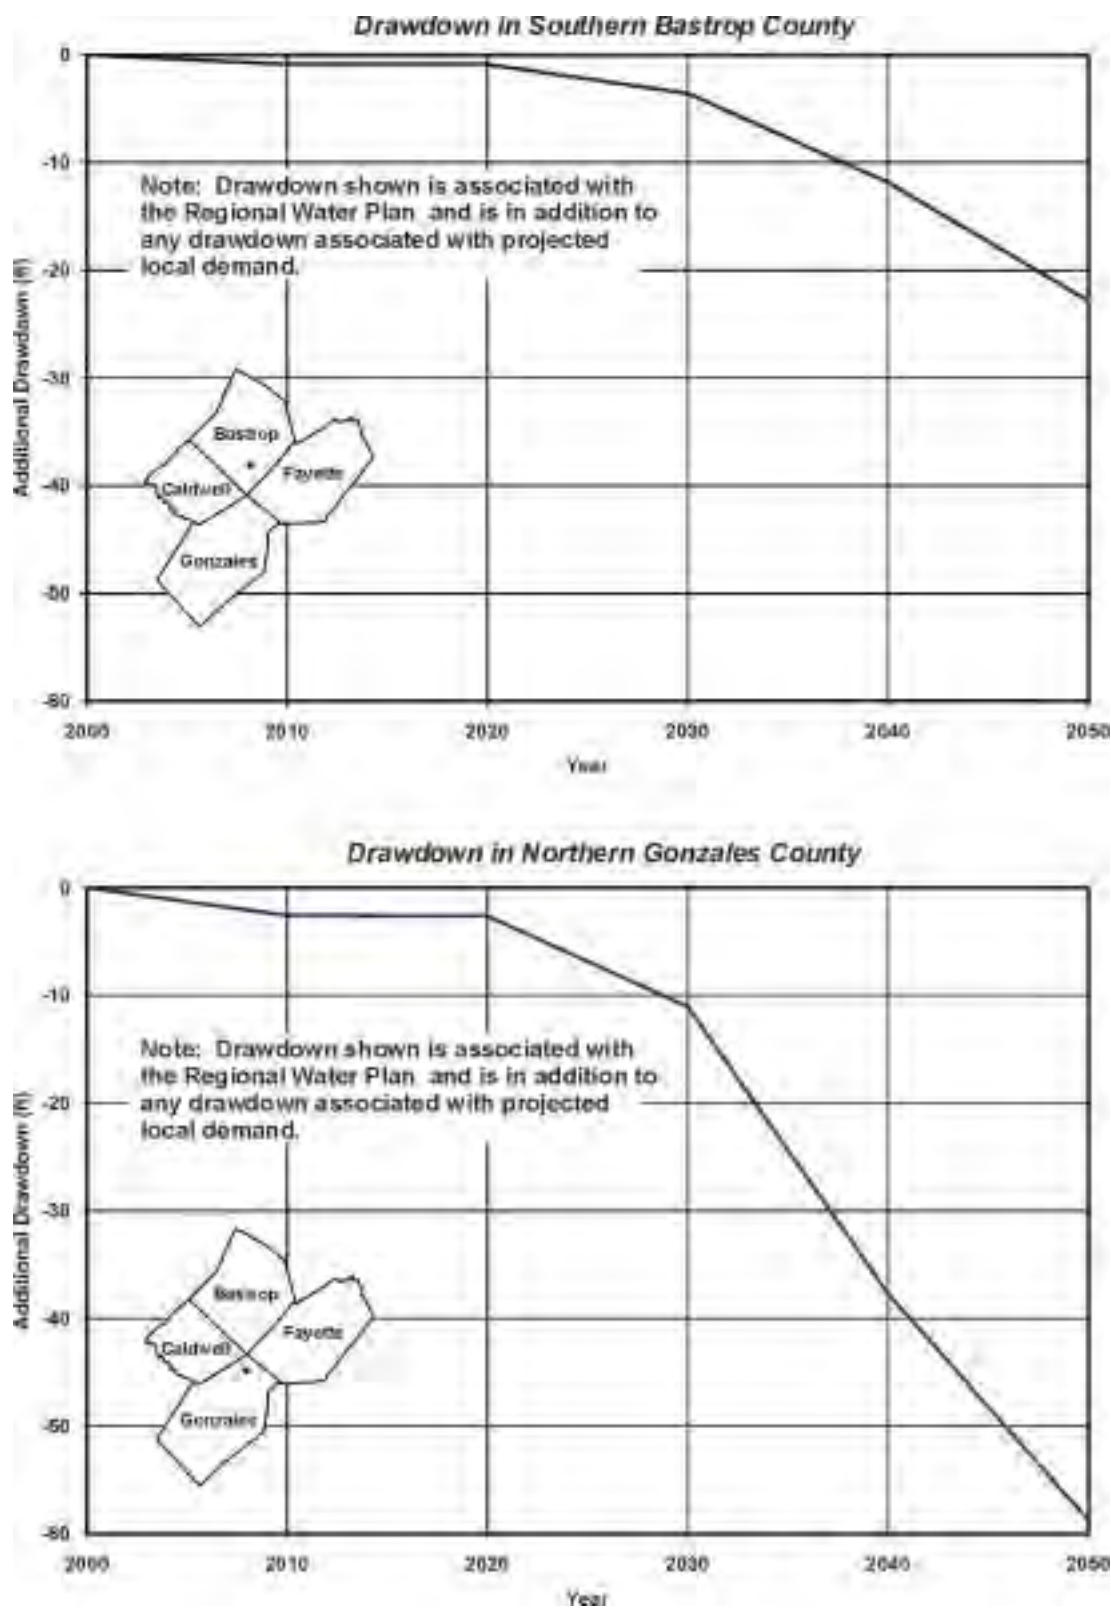 Drawdown in Southern Bastrop County
0
-10
-20
-30
-40
-50
-60
Additional Drawdown (ft)
Note: Drawdown shown is associated with
the Regional Water Plan and is in addition to
any drawdown associated with projected
local demand.
Bastrop
Fayette
Caldwell
Gonzales
2000 2010 2020 2030 2040 2050
Year
Drawdown in Northern Gonzales County
0
-10
-20
-30
-40
-50
-60
Additional Drawdown (ft)
Note: Drawdown shown is associated with
the Regional Water Plan and is in addition to
any drawdown associated with projected
local demand.
Bastrop
Fayette
Caldwell
Gonzales
2000 2010 2020 2030 2040 2050
Year